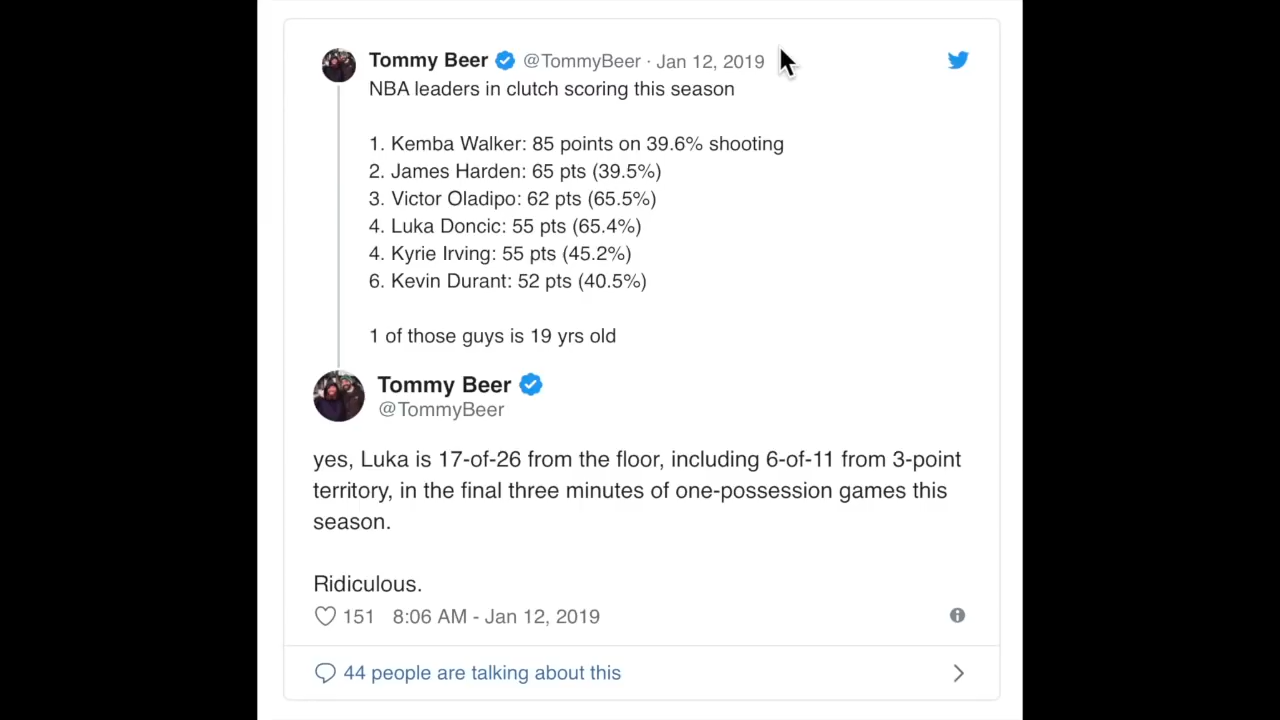 Tommy Beer @TommyBeer · Jan 12, 2019
NBA leaders in clutch scoring this season
1. Kemba Walker: 85 points on 39.6% shooting
2. James Harden: 65 pts (39.5%)
3. Victor Oladipo: 62 pts (65.5%)
4. Luka Doncic: 55 pts (65.4%)
4. Kyrie Irving: 55 pts (45.2%)
6. Kevin Durant: 52 pts (40.5%)
1 of those guys is 19 yrs old
Tommy Beer
@TommyBeer
yes, Luka is 17-of-26 from the floor, including 6-of-11 from 3-point
territory, in the final three minutes of one-possession games this
season.
Ridiculous.
151 8:06 AM - Jan 12, 2019
44 people are talking about this